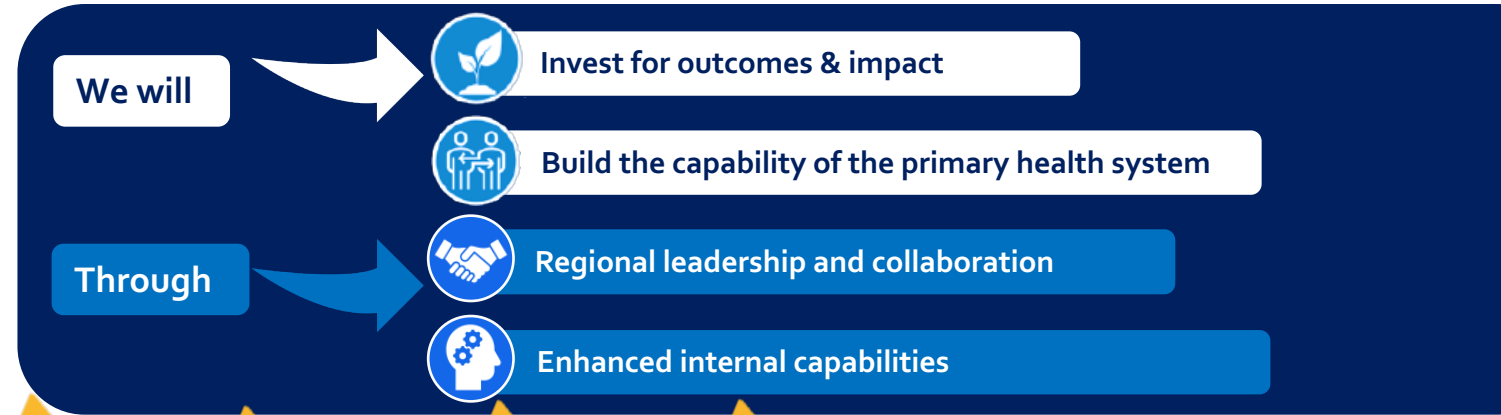 We will
Invest for outcomes & impact
Build the capability of the primary health system
Through
Regional leadership and collaboration
Enhanced internal capabilities